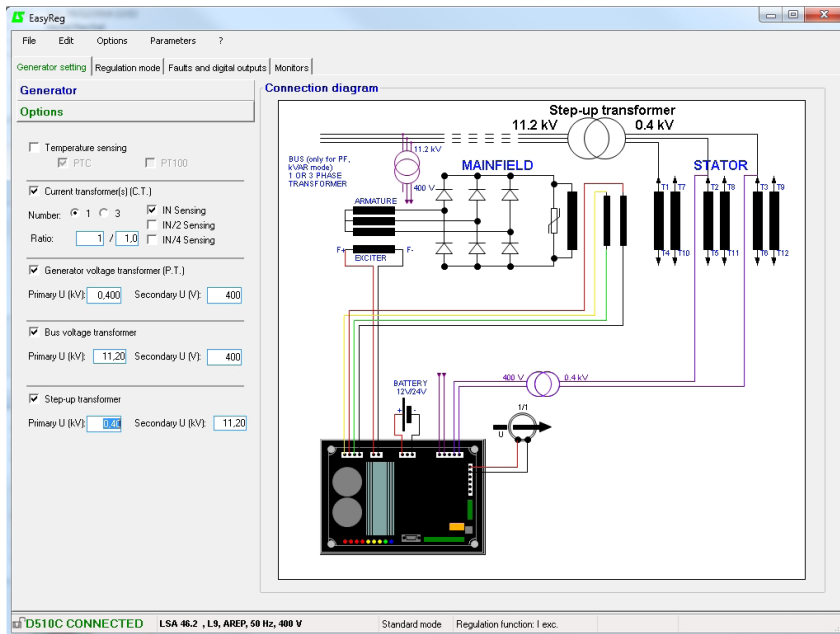 EasyReg
File Edit Options Parameters ?
Generator setting Regulation mode Faults and digital outputs Monitors
Generator
Options
Temperature sensing
PTC PT100
Current transformer(s) (C.T.)
Number: 1 3 IN Sensing
IN/2 Sensing
Ratio: 1 / 1,0 IN/4 Sensing
Generator voltage transformer (P.T.)
Primary U (kV): 0,400 Secondary U (V): 400
Bus voltage transformer
Primary U (kV): 11,20 Secondary U (V): 400
Step-up transformer
Primary U (kV): 0,40 Secondary U (kV): 11,20
Connection diagram
Step-up transformer
11.2 kV 0.4 kV
11.2 kV
BUS (only for PF,
kVAR mode)
1 OR 3 PHASE
TRANSFORMER
400 V
MAINFIELD
STATOR
ARMATURE
T1 T7 T2 T8 T3 T9
F+ F-
EXCITER
T4 T10 T5 T11 T6 T12
400 V 0.4 kV
BATTERY
12V/24V
+ -
1/1
U
D510C CONNECTED LSA 46.2 , L9, AREP, 50 Hz, 400 V Standard mode Regulation function: I exc.